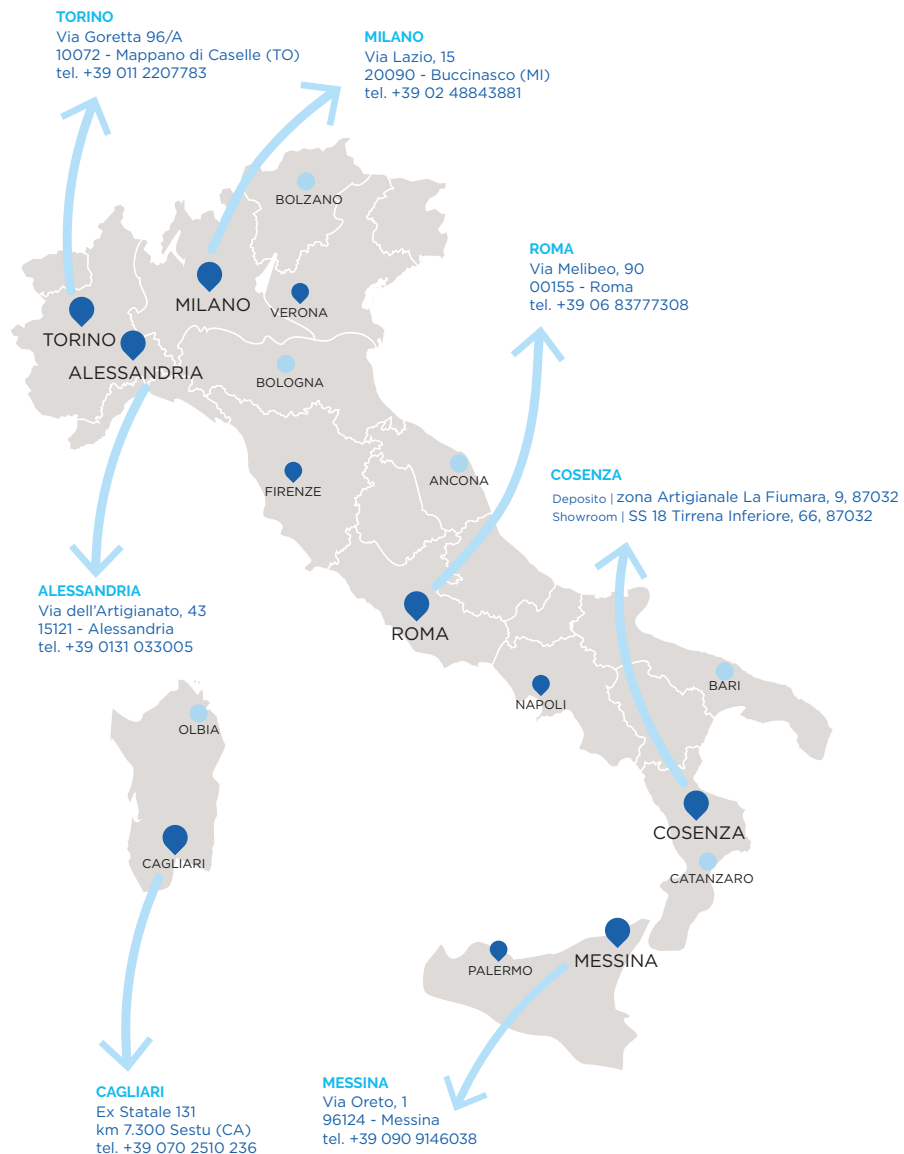 TORINO
Via Goretta 96/A
10072 - Mappano di Caselle (TO)
tel. +39 011 2207783
MILANO
Via Lazio, 15
20090 - Buccinasco (MI)
tel. +39 02 48843881
BOLZANO
ROMA
Via Melibeo, 90
00155 - Roma
tel. +39 06 83777308
MILANO
VERONA
TORINO
ALESSANDRIA
BOLOGNA
ANCONA
FIRENZE
COSENZA
Deposito | zona Artigianale La Fiumara, 9, 87032
Showroom | SS 18 Tirrena Inferiore, 66, 87032
ALESSANDRIA
Via dell'Artigianato, 43
15121 - Alessandria
tel. +39 0131 033005
ROMA
BARI
NAPOLI
OLBIA
COSENZA
CAGLIARI
CATANZARO
MESSINA
PALERMO
CAGLIARI
Ex Statale 131
km 7.300 Sestu (CA)
tel. +39 070 2510 236
MESSINA
Via Oreto, 1
96124 - Messina
tel. +39 090 9146038